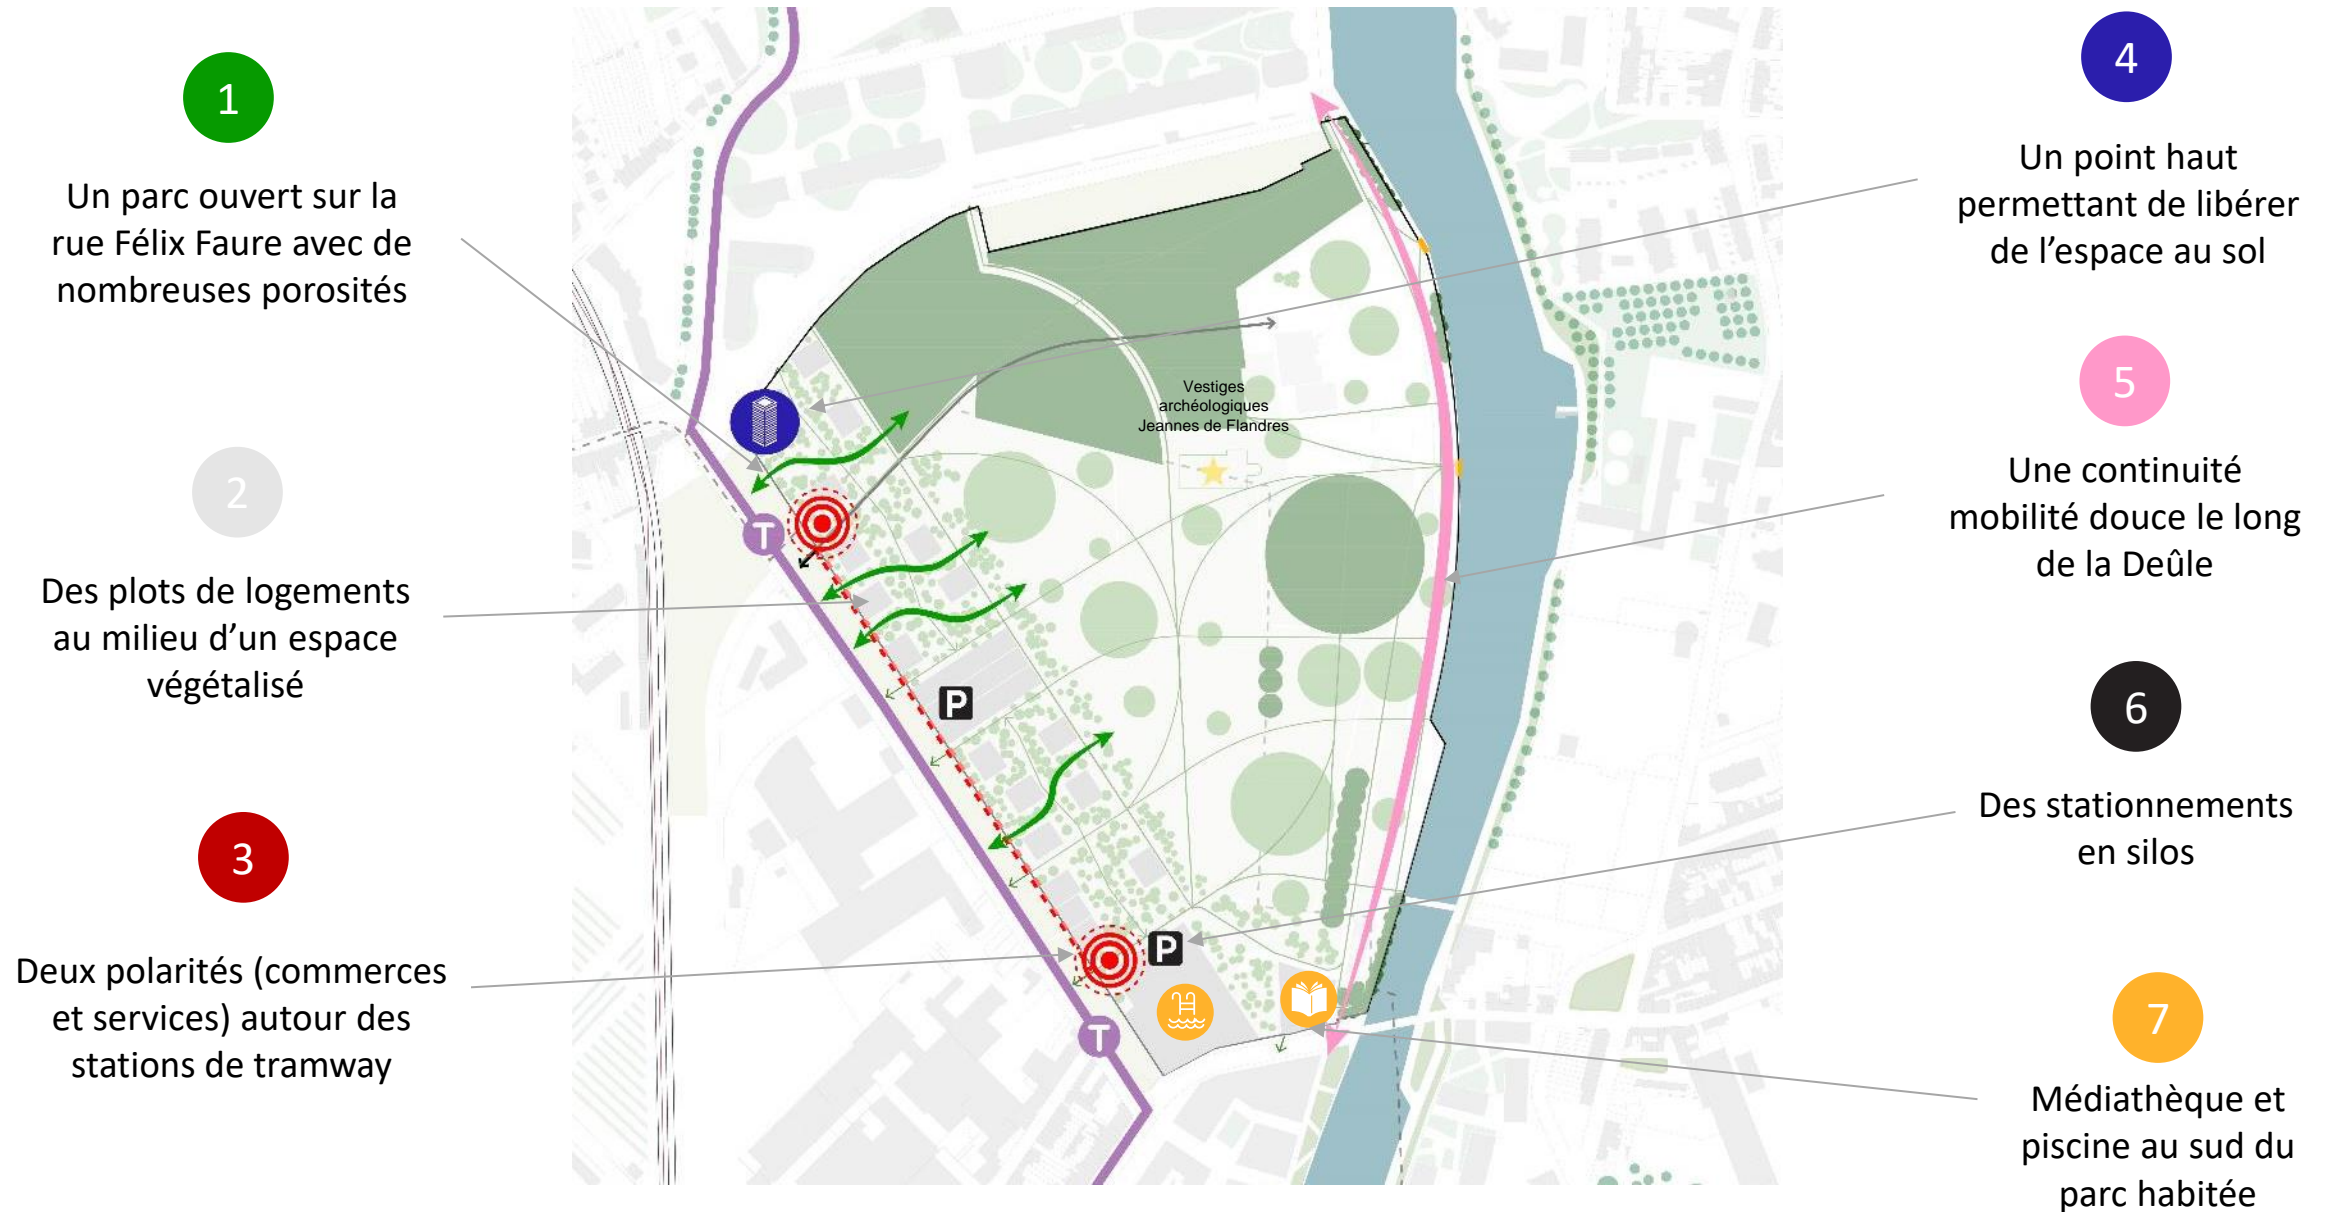 1
Un parc ouvert sur la
rue Félix Faure avec de
nombreuses porosités
2
Des plots de logements
au milieu d’un espace
végétalisé
3
Deux polarités (commerces
et services) autour des
stations de tramway
Vestiges
archéologiques
Jeannes de Flandres
T
P
P
T
4
Un point haut
permettant de libérer
de l’espace au sol
5
Une continuité
mobilité douce le long
de la Deûle
6
Des stationnements
en silos
7
Médiathèque et
piscine au sud du
parc habitée